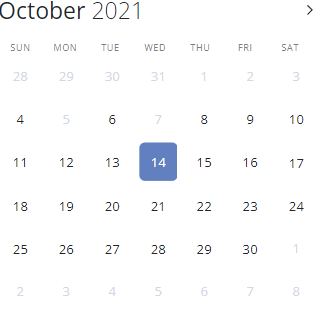 October 2021
SUN MON TUE WED THU FRI SAT
28 29 30 31 1 2 3
4 5 6 7 8 9 10
11 12 13 14 15 16 17
18 19 20 21 22 23 24
25 26 27 28 29 30 1
2 3 4 5 6 7 8